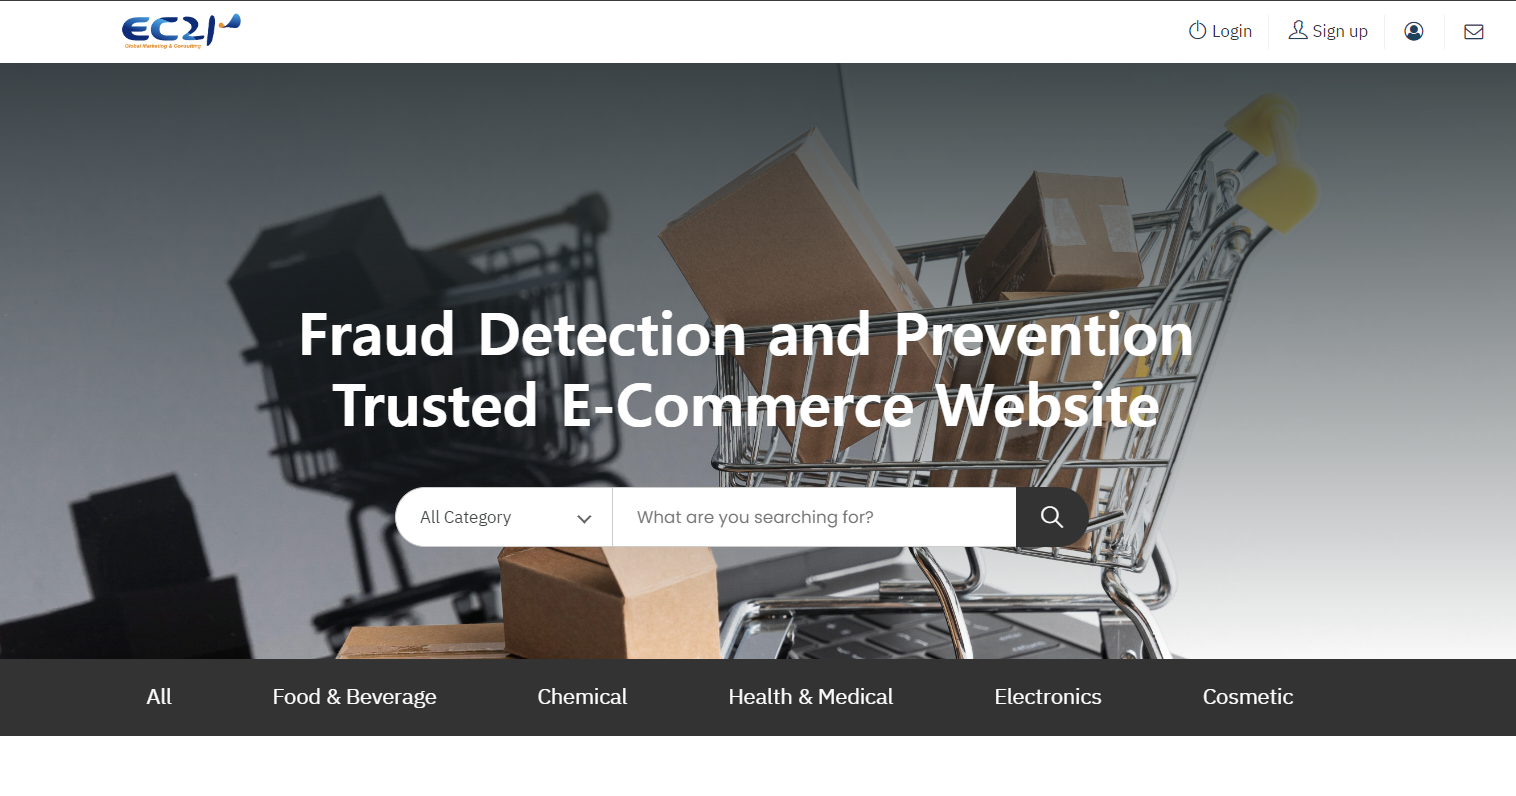 EC21
Global Marketing & Consulting
Login
Sign up
Fraud Detection and Prevention
Trusted E-Commerce Website
All Category
What are you searching for?
All
Food & Beverage
Chemical
Health & Medical
Electronics
Cosmetic